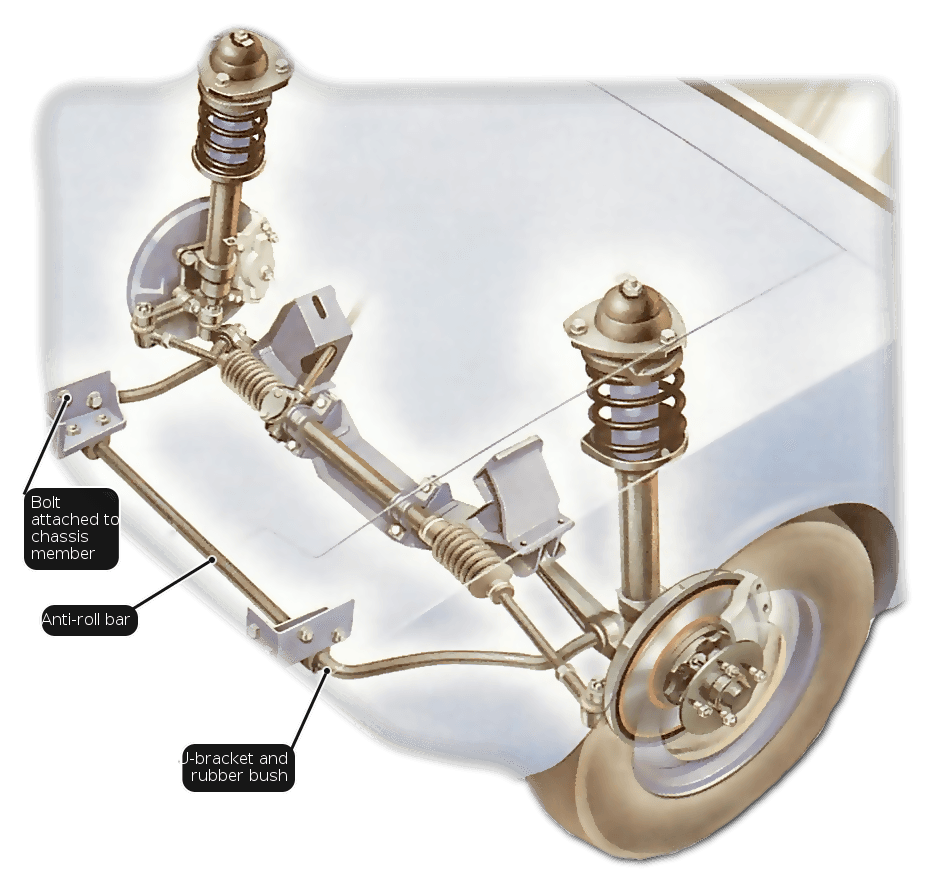 Bolt
attached to
chassis
member
Anti-roll bar
U-bracket and
rubber bush